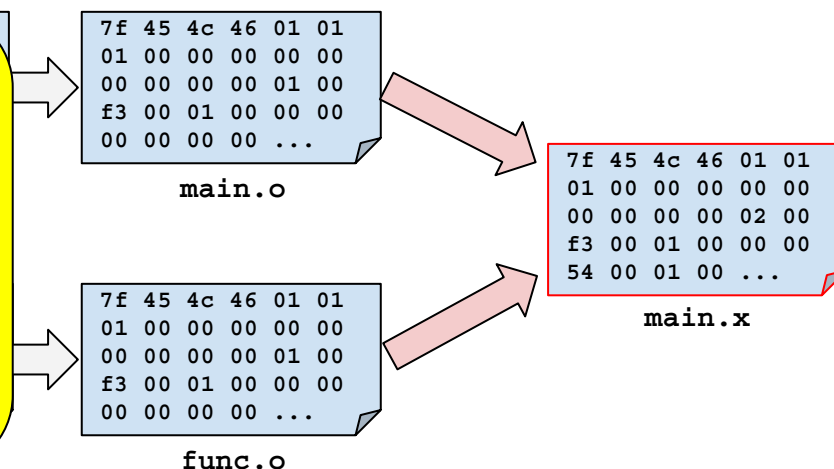 7f 45 4c 46 01 01
01 00 00 00 00 00
00 00 00 00 01 00
f3 00 01 00 00 00
00 00 00 00 ...
main.o
7f 45 4c 46 01 01
01 00 00 00 00 00
00 00 00 00 01 00
f3 00 01 00 00 00
00 00 00 00 ...
func.o
7f 45 4c 46 01 01
01 00 00 00 00 00
00 00 00 00 02 00
f3 00 01 00 00 00
54 00 01 00 ...
main.x